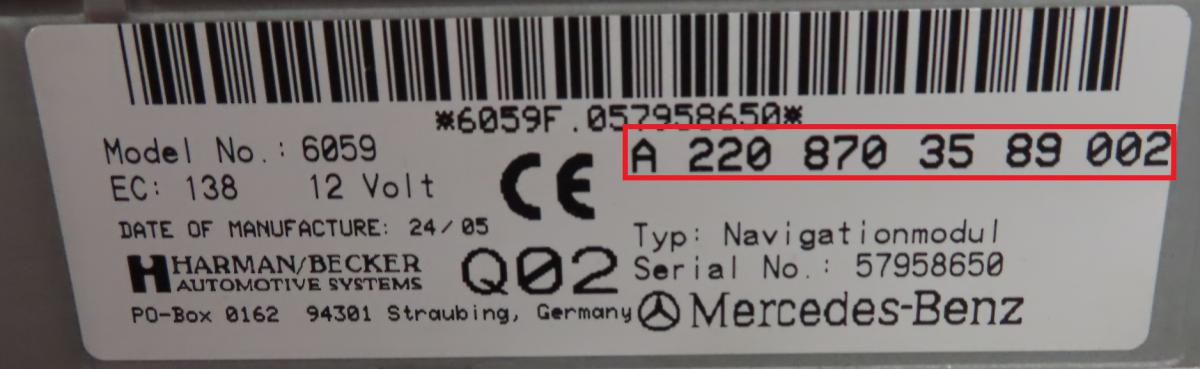 *6059F.057958650*
A 220 870 35 89 002
Model No.: 6059
EC: 138 12 Volt
CE
DATE OF MANUFACTURE: 24/05
Typ: Navigationmodul
HARMAN/BECKER
AUTOMOTIVE SYSTEMS
Q02
Serial No.: 57958650
PO-Box 0162 94301 Straubing, Germany
Mercedes-Benz